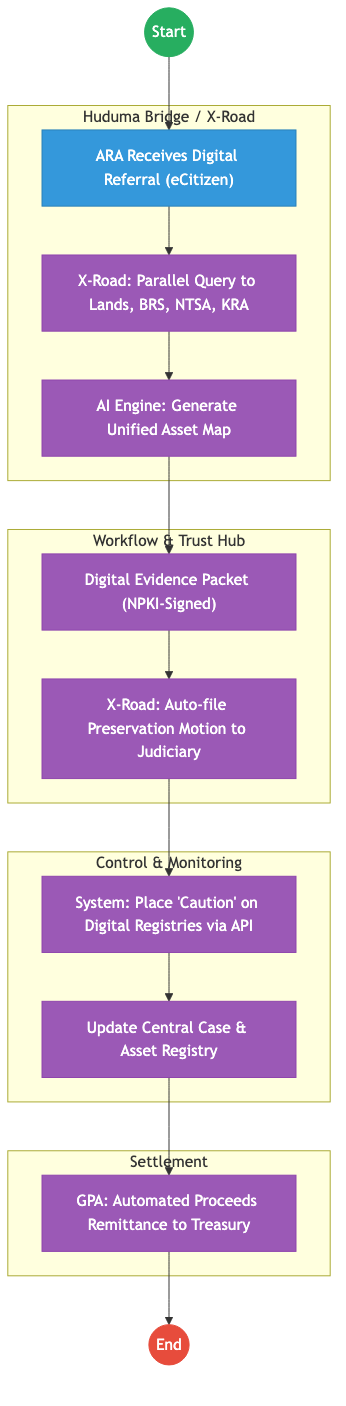 Start
Huduma Bridge / X-Road
ARA Receives Digital
Referral (eCitizen)
X-Road: Parallel Query to
Lands, BRS, NTSA, KRA
AI Engine: Generate
Unified Asset Map
Workflow & Trust Hub
Digital Evidence Packet
(NPKI-Signed)
X-Road: Auto-file
Preservation Motion to
Judiciary
Control & Monitoring
System: Place 'Caution' on
Digital Registries via API
Update Central Case &
Asset Registry
Settlement
GPA: Automated Proceeds
Remittance to Treasury
End